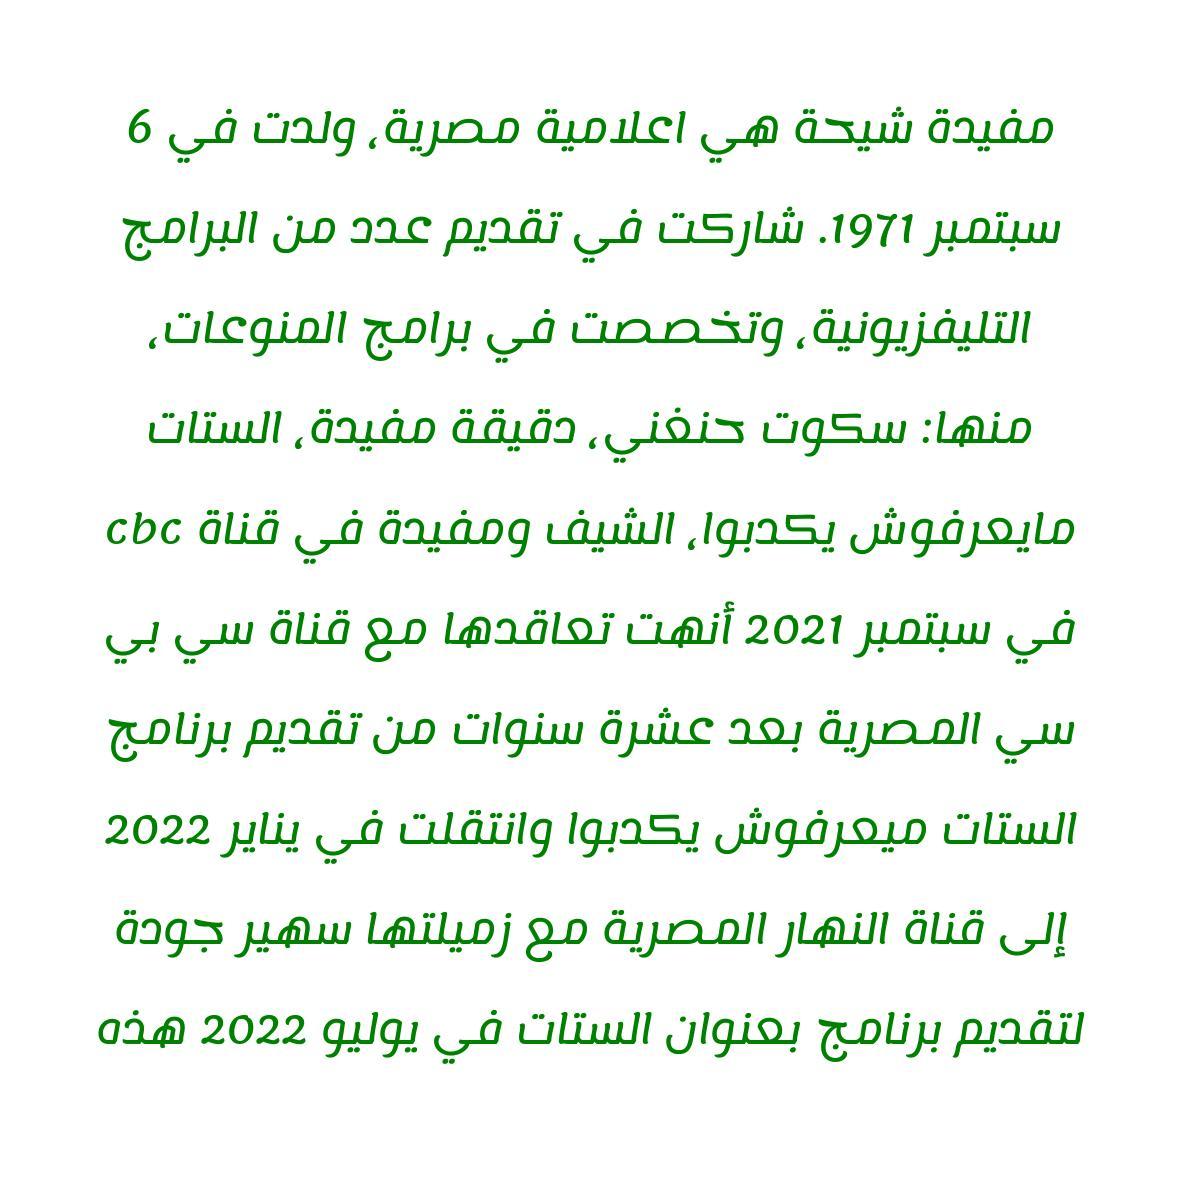 مفيدة شيحة هي اعلامية مصرية، ولدت في 6
سبتمبر 1971. شاركت في تقديم عدد من البرامج
التليفزيونية، وتخصصت في برامج المنوعات،
منها: سكوت حنغني، دقيقة مفيدة، الستات
مايعرفوش يكدبوا، الشيف ومفيدة في قناة cbc
في سبتمبر 2021 أنهت تعاقدها مع قناة سي بي
سي المصرية بعد عشرة سنوات من تقديم برنامج
الستات ميعرفوش يكدبوا وانتقلت في يناير 2022
إلى قناة النهار المصرية مع زميلتها سهير جودة
لتقديم برنامج بعنوان الستات في يوليو 2022 هذه